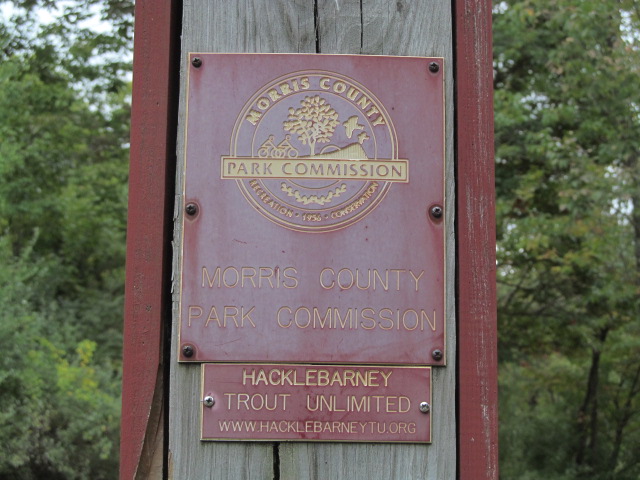 MORRIS COUNTY
PARK COMMISSION
RECREATION • 1956 • CONSERVATION
MORRIS COUNTY
PARK COMMISSION
HACKLEBARNEY
TROUT UNLIMITED
WWW.HACKLEBARNEYTU.ORG